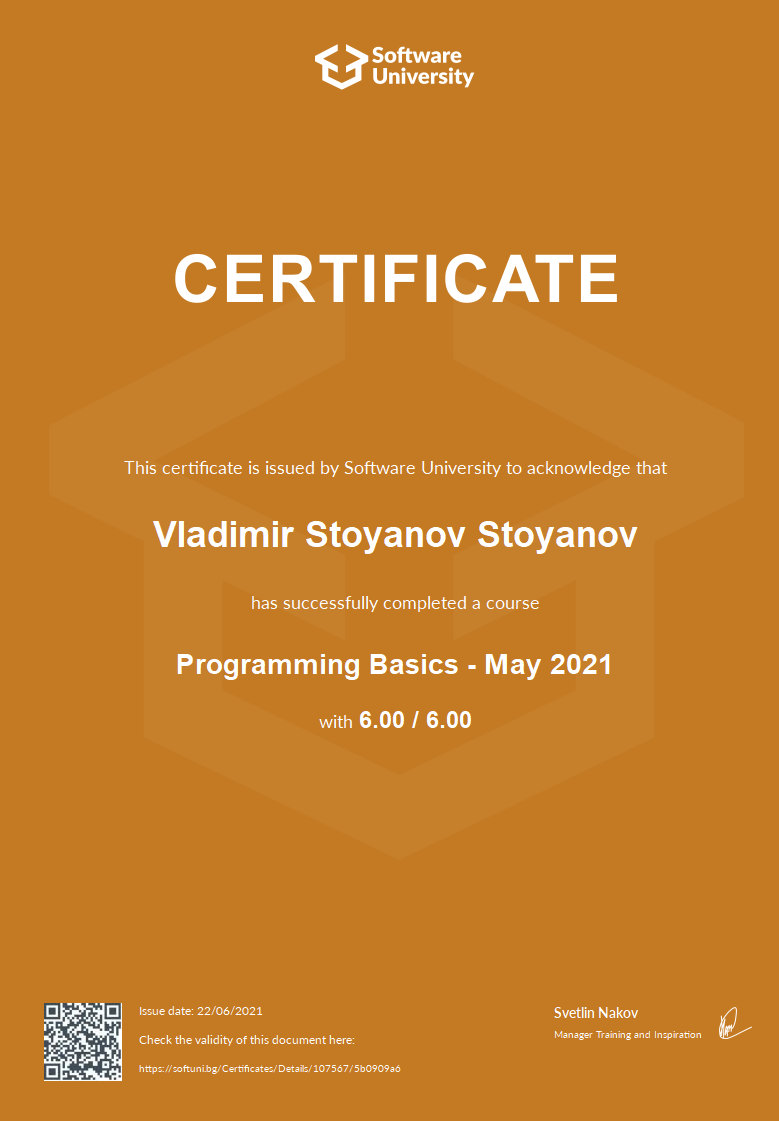 Software
University
CERTIFICATE
This certificate is issued by Software University to acknowledge that
Vladimir Stoyanov Stoyanov
has successfully completed a course
Programming Basics - May 2021
with 6.00 / 6.00
Issue date: 22/06/2021
Check the validity of this document here:
https://softuni.bg/Certificates/Details/107567/5b0909a6
Svetlin Nakov
Manager Training and Inspiration